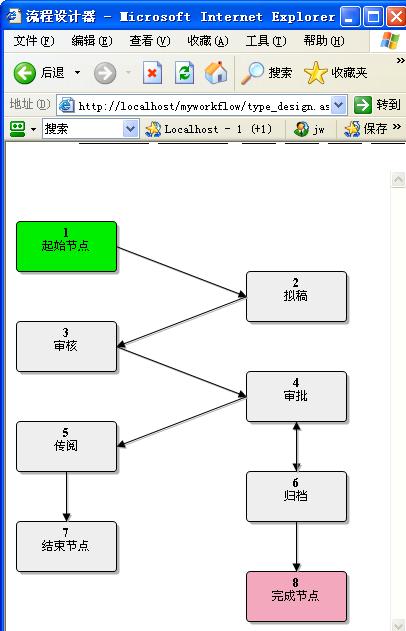 流程设计器 - Microsoft Internet Explorer
文件(F) 编辑(E) 查看(V) 收藏(A) 工具(T) 帮助(H)
后退 搜索 收藏夹
地址(D) http://localhost/myworkflow/type_design.as 转到
搜索 Localhost - 1 (+1) jw 保存
1
起始节点
2
拟稿
3
审核
4
审批
5
传阅
6
归档
7
结束节点
8
完成节点